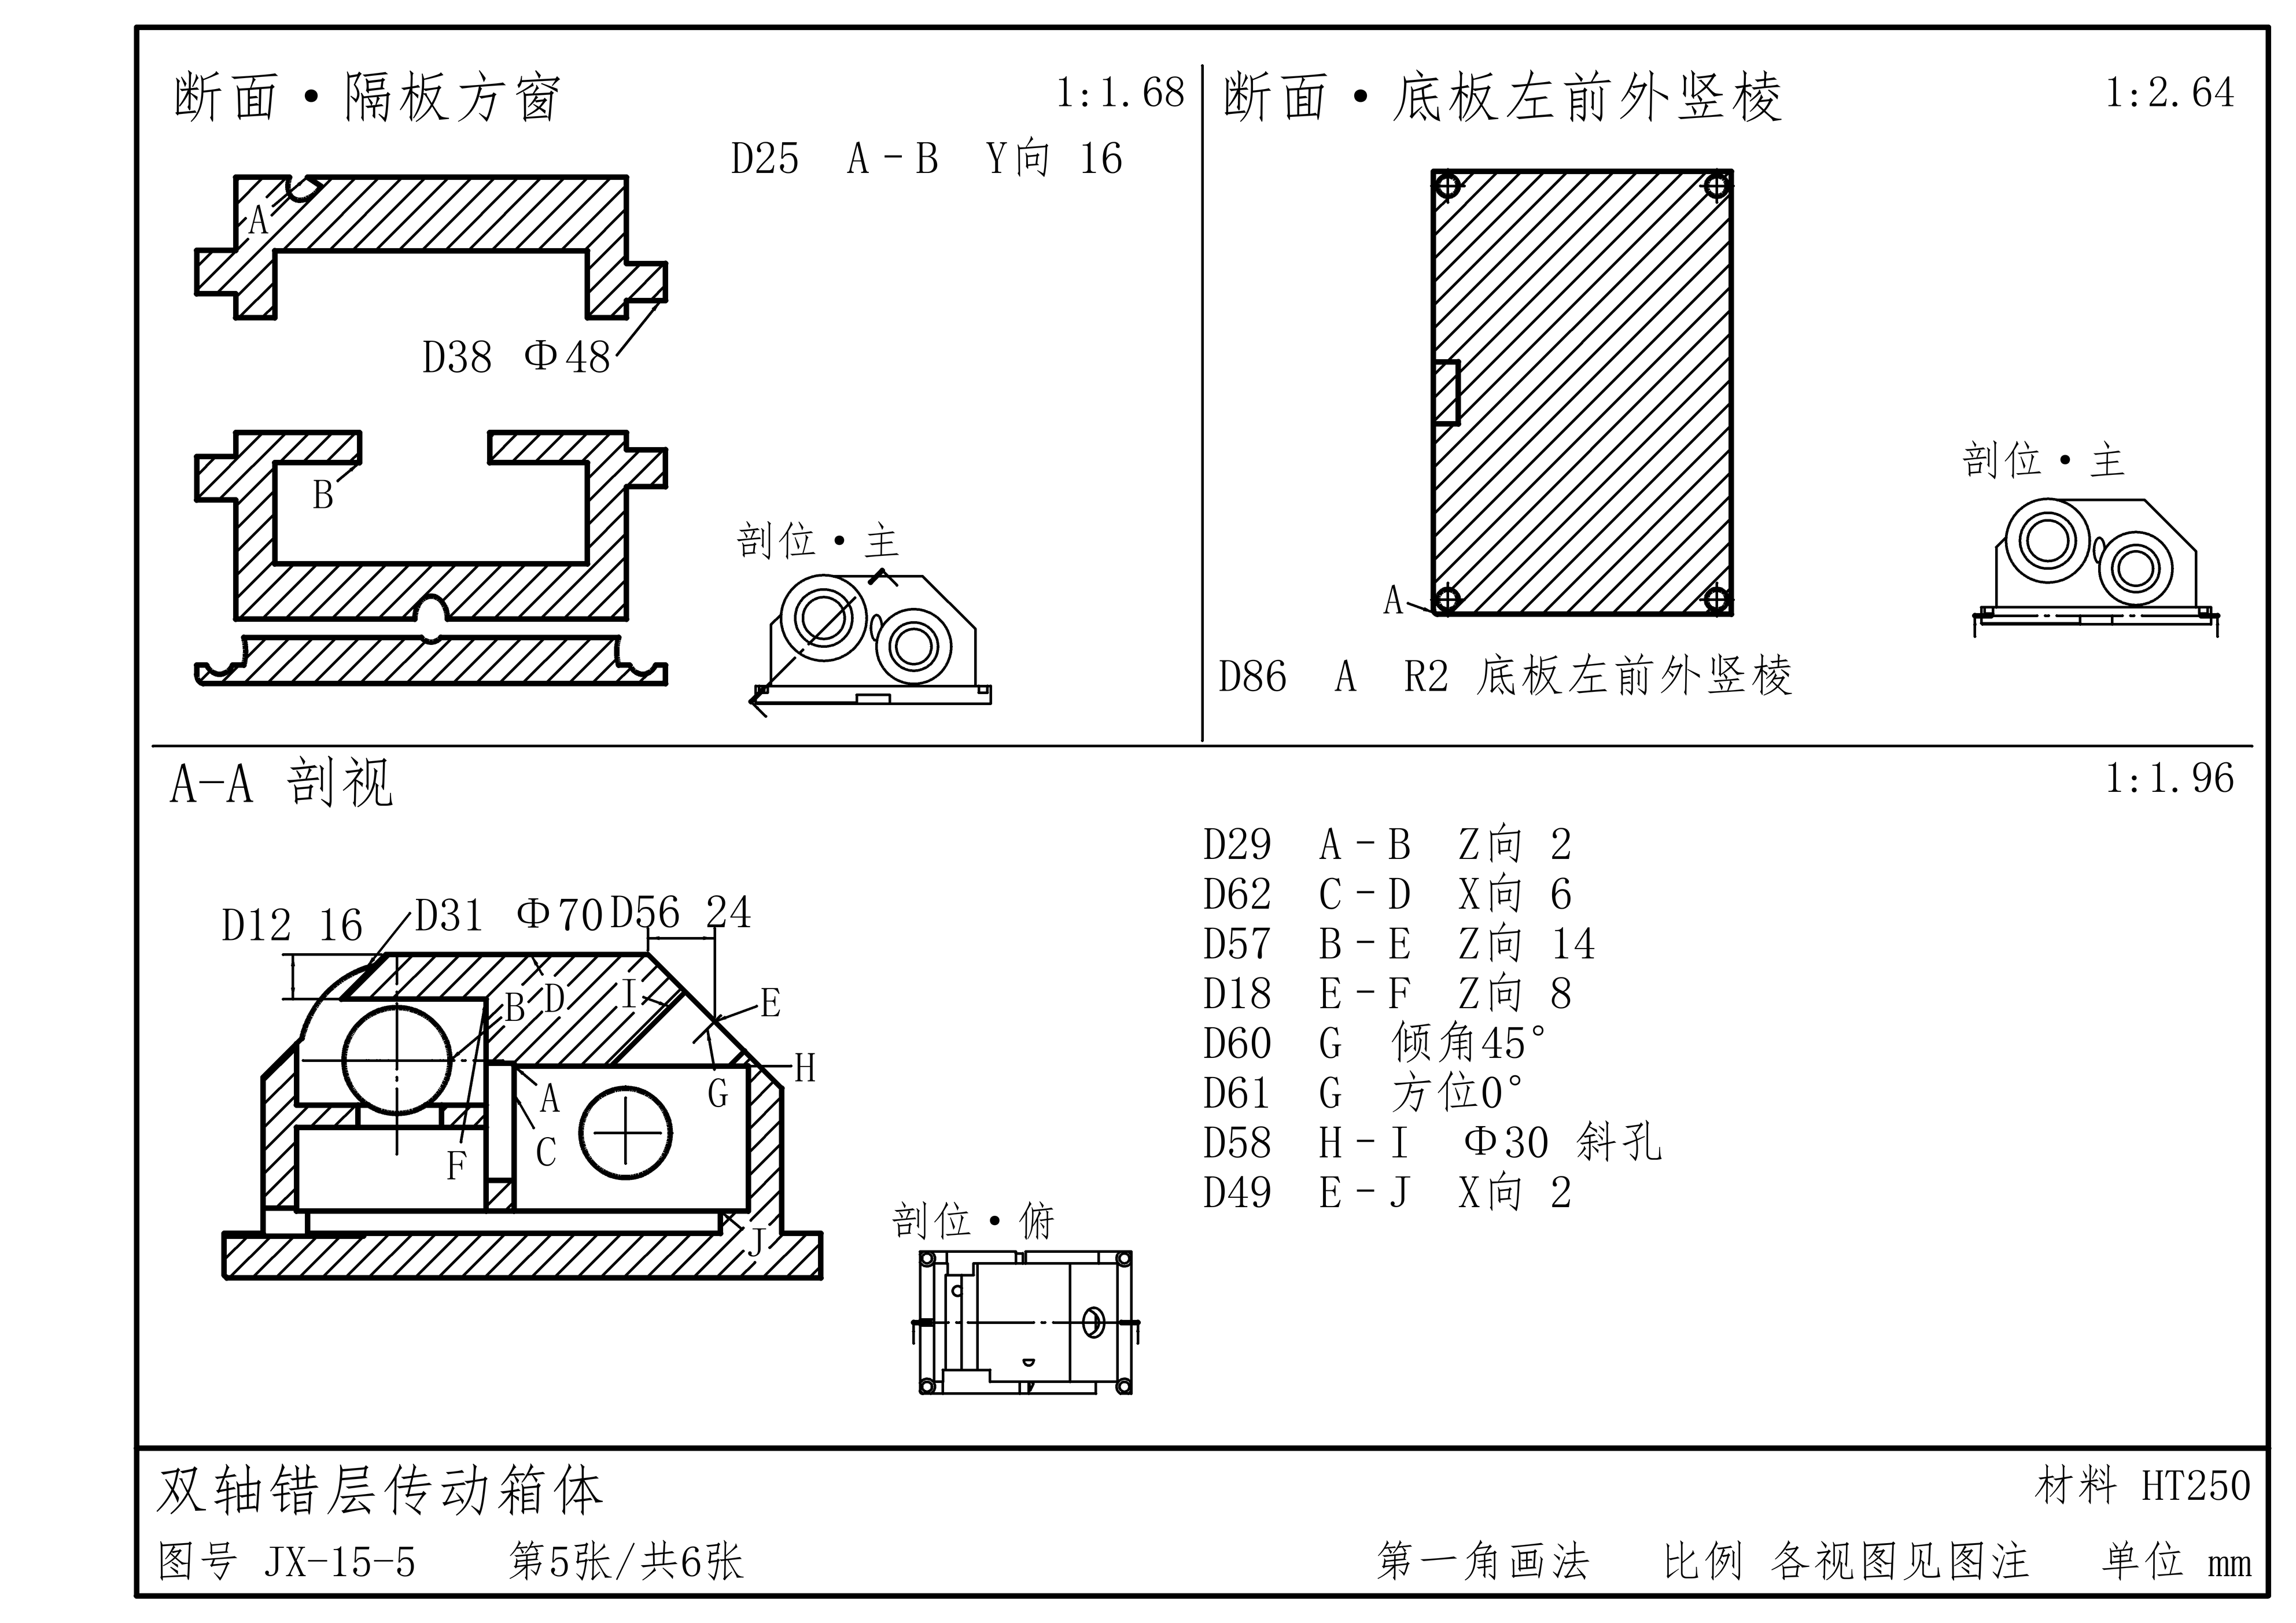 断面·隔板方窗 1:1.68
D25 A-B Y向 16
A
D38 Φ48
B
剖位·主
断面·底板左前外竖棱 1:2.64
剖位·主
A
D86 A R2 底板左前外竖棱
A-A 剖视 1:1.96
D12 16 D31 Φ70 D56 24
B D I E
H
A G
C
F
J
D29 A-B Z向 2
D62 C-D X向 6
D57 B-E Z向 14
D18 E-F Z向 8
D60 G 倾角45°
D61 G 方位0°
D58 H-I Φ30 斜孔
D49 E-J X向 2
剖位·俯
双轴错层传动箱体 材料 HT250
图号 JX-15-5 第5张/共6张 第一角画法 比例 各视图见图注 单位 mm